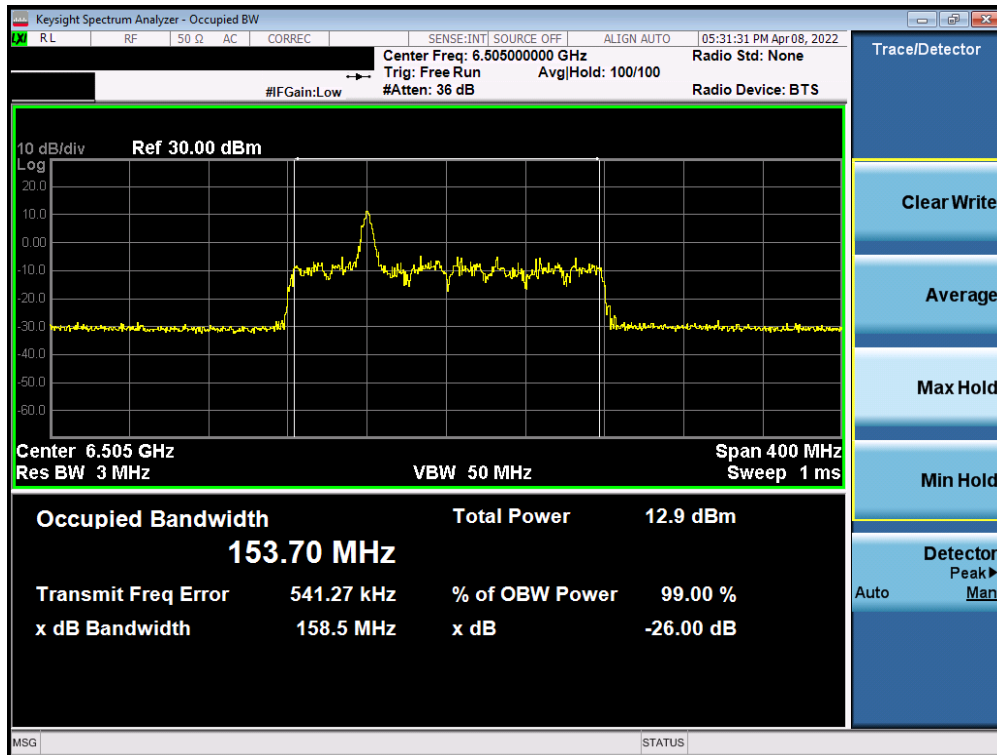 Keysight Spectrum Analyzer - Occupied BW
LXI RL RF 50 Ω AC CORREC SENSE:INT SOURCE OFF ALIGN AUTO 05:31:31 PM Apr 08, 2022
Center Freq: 6.505000000 GHz Radio Std: None
Trig: Free Run Avg|Hold: 100/100
#IFGain:Low #Atten: 36 dB Radio Device: BTS
10 dB/div Ref 30.00 dBm
Log
20.0
10.0
0.00
-10.0
-20.0
-30.0
-40.0
-50.0
-60.0
Center 6.505 GHz Span 400 MHz
Res BW 3 MHz VBW 50 MHz Sweep 1 ms
Occupied Bandwidth Total Power 12.9 dBm
153.70 MHz
Transmit Freq Error 541.27 kHz % of OBW Power 99.00 %
x dB Bandwidth 158.5 MHz x dB -26.00 dB
MSG STATUS
Trace/Detector
Clear Write
Average
Max Hold
Min Hold
Detector
Peak▶
Auto Man